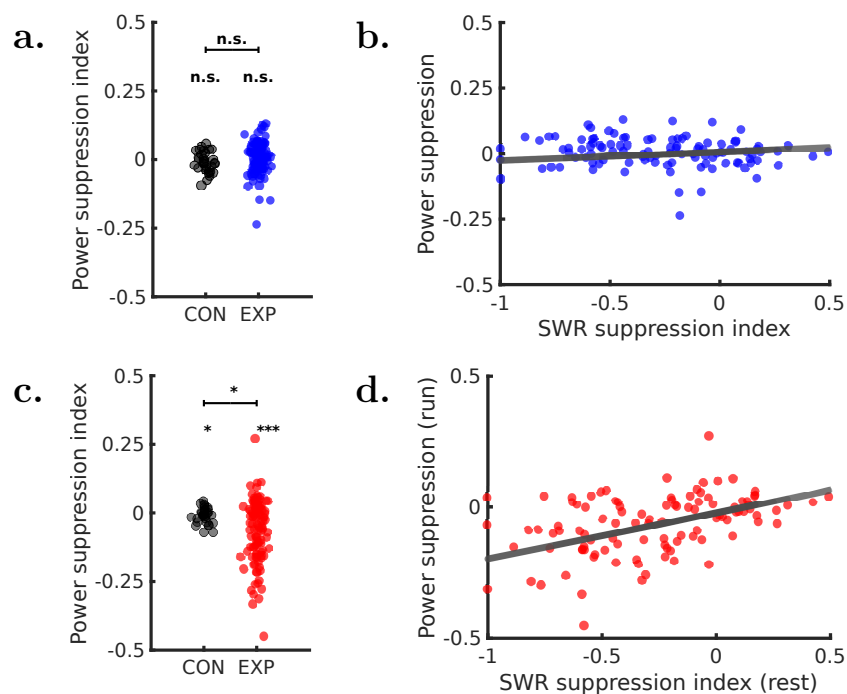 a.
Power suppression index
0.5
0.25
0
-0.25
-0.5
n.s.
n.s.
n.s.
CON
EXP
b.
Power suppression
0.5
0.25
0
-0.25
-0.5
-1
-0.5
0
0.5
SWR suppression index
c.
Power suppression index
0.5
0.25
0
-0.25
-0.5
*
*
***
CON
EXP
d.
Power suppression (run)
0.5
0
-0.5
-1
-0.5
0
0.5
SWR suppression index (rest)